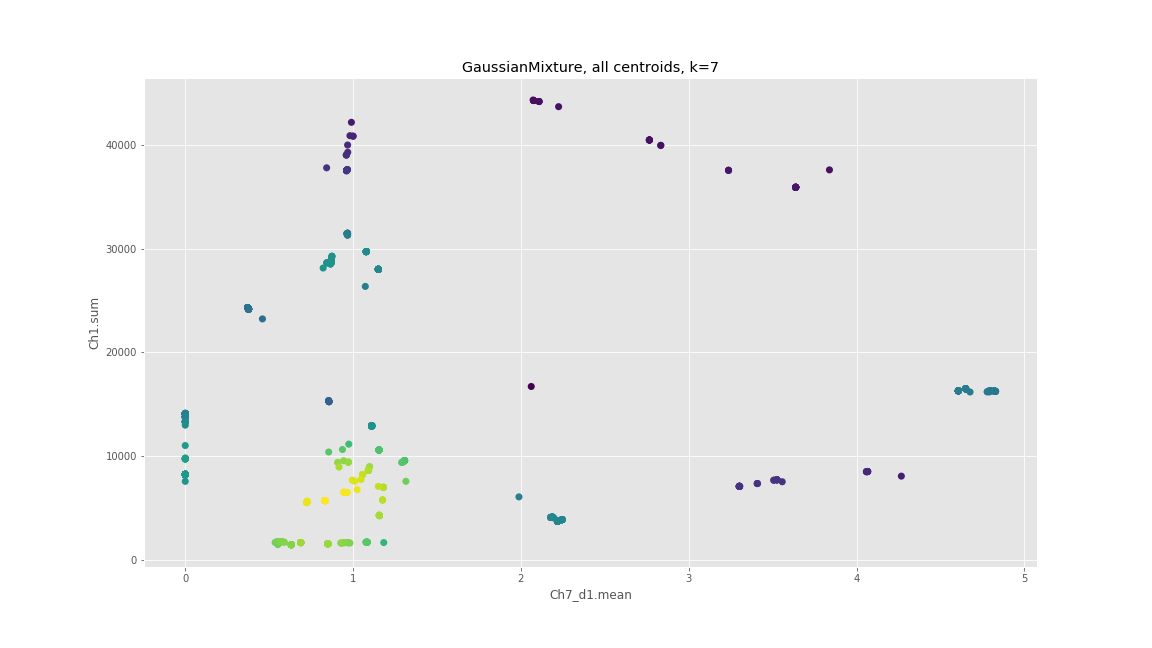 GaussianMixture, all centroids, k=7
Ch1.sum
40000
30000
20000
10000
0
0 1 2 3 4 5
Ch7_d1.mean